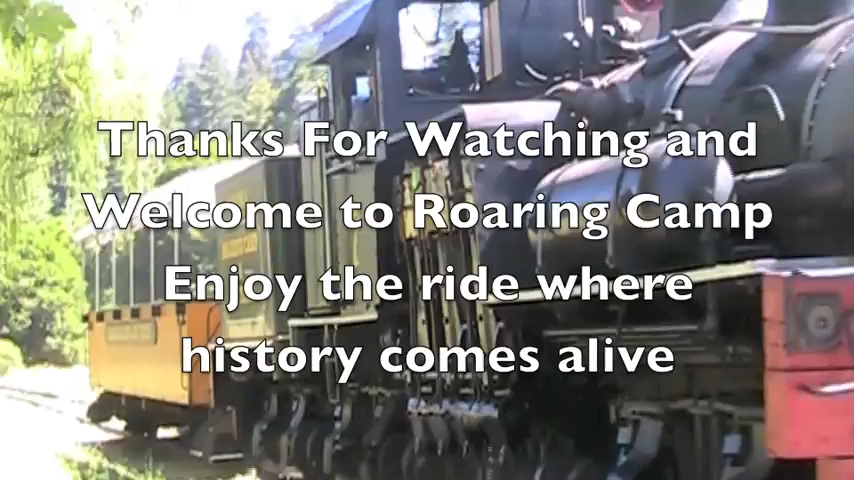 Thanks For Watching and
Welcome to Roaring Camp
Enjoy the ride where
history comes alive